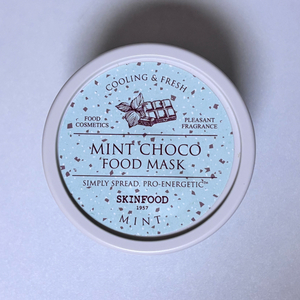 COOLING & FRESH
FOOD
COSMETICS
PLEASANT
FRAGRANCE
MINT CHOCO
FOOD MASK
SIMPLY SPREAD, PRO-ENERGETIC™
SKINFOOD
1957
MINT